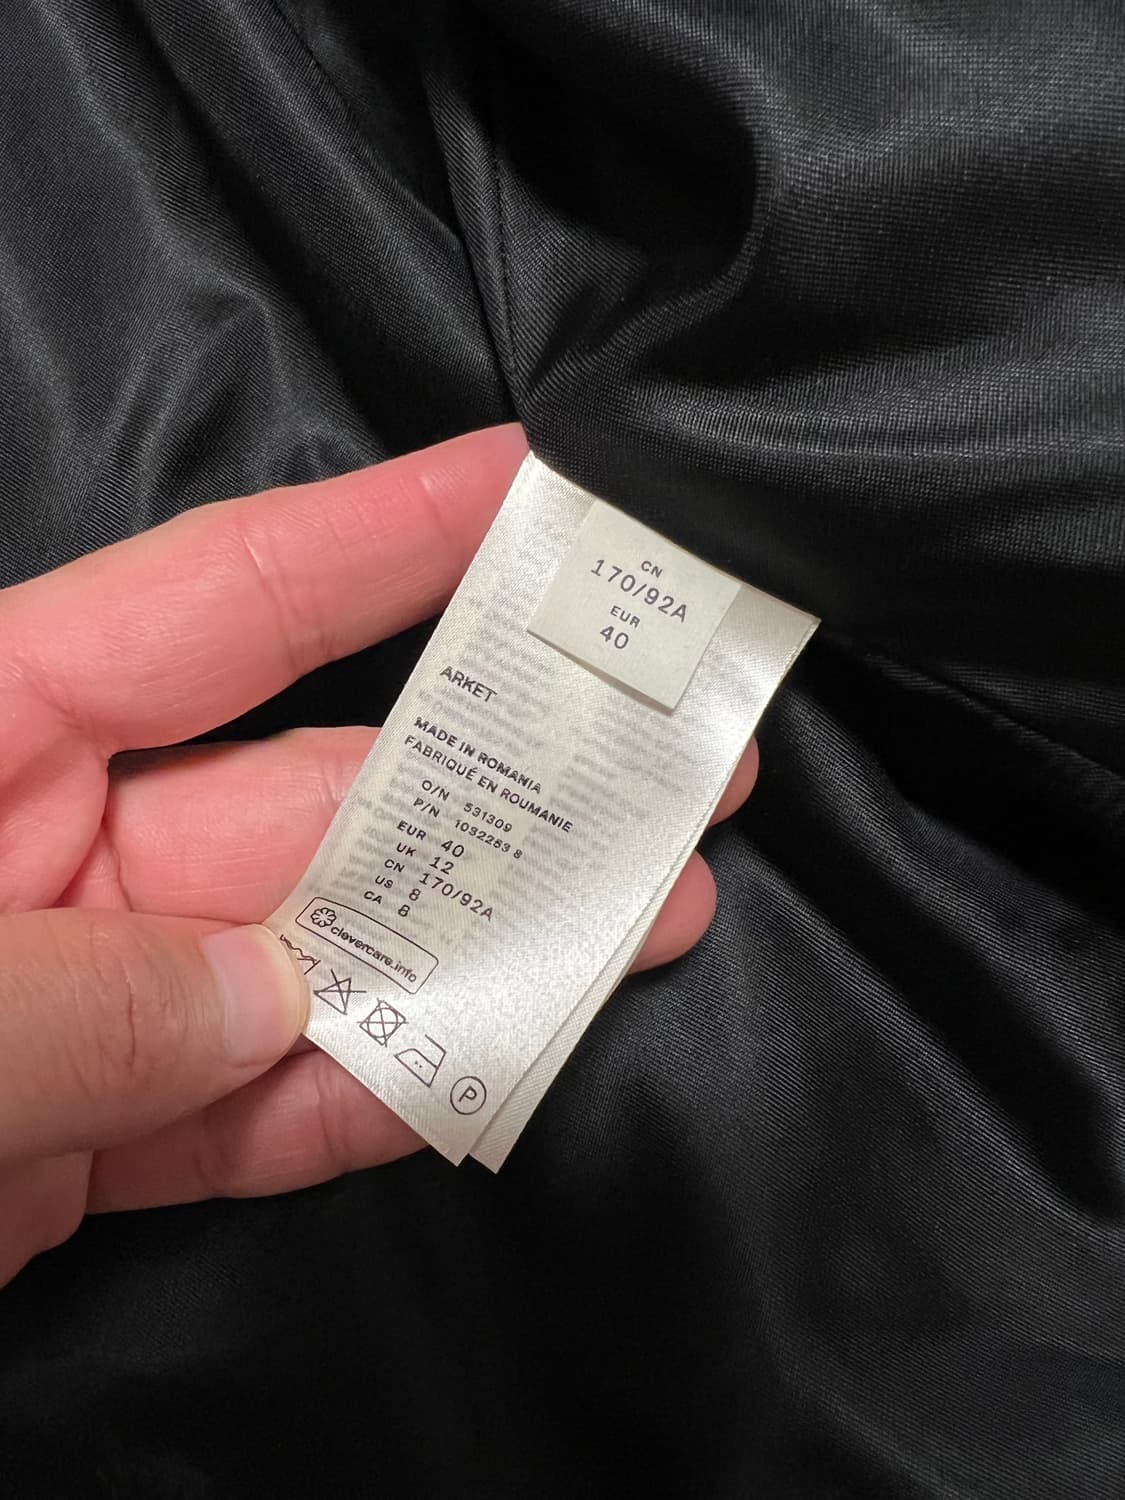 CN
170/92A
EUR
40
ARKET
MADE IN ROMANIA
FABRIQUÉ EN ROUMANIE
O/N 531309
P/N 1032253 8
EUR 40
UK 12
CN 170/92A
US 8
CA 8
clevercare.info
P